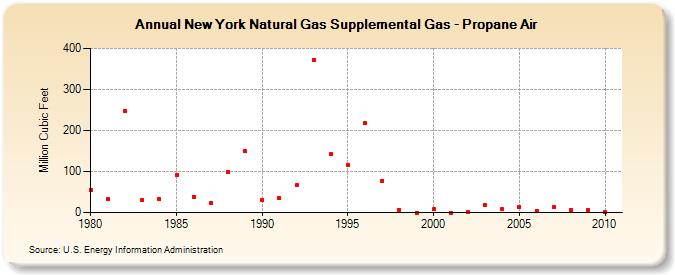 Annual New York Natural Gas Supplemental Gas - Propane Air
Million Cubic Feet
400
300
200
100
0
1980 1985 1990 1995 2000 2005 2010
Source: U.S. Energy Information Administration